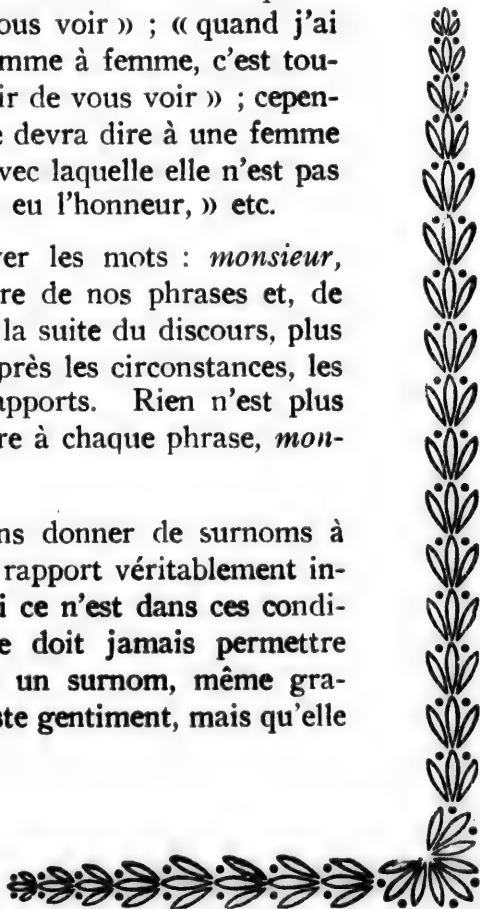 ous voir » ; « quand j'ai
mme à femme, c'est tou-
ir de vous voir » ; cepen-
e devra dire à une femme
vec laquelle elle n'est pas
eu l'honneur, » etc.
er les mots : monsieur,
re de nos phrases et, de
la suite du discours, plus
près les circonstances, les
apports. Rien n'est plus
re à chaque phrase, mon-
ns donner de surnoms à
rapport véritablement in-
i ce n'est dans ces condi-
e doit jamais permettre
un surnom, même gra-
ste gentiment, mais qu'elle